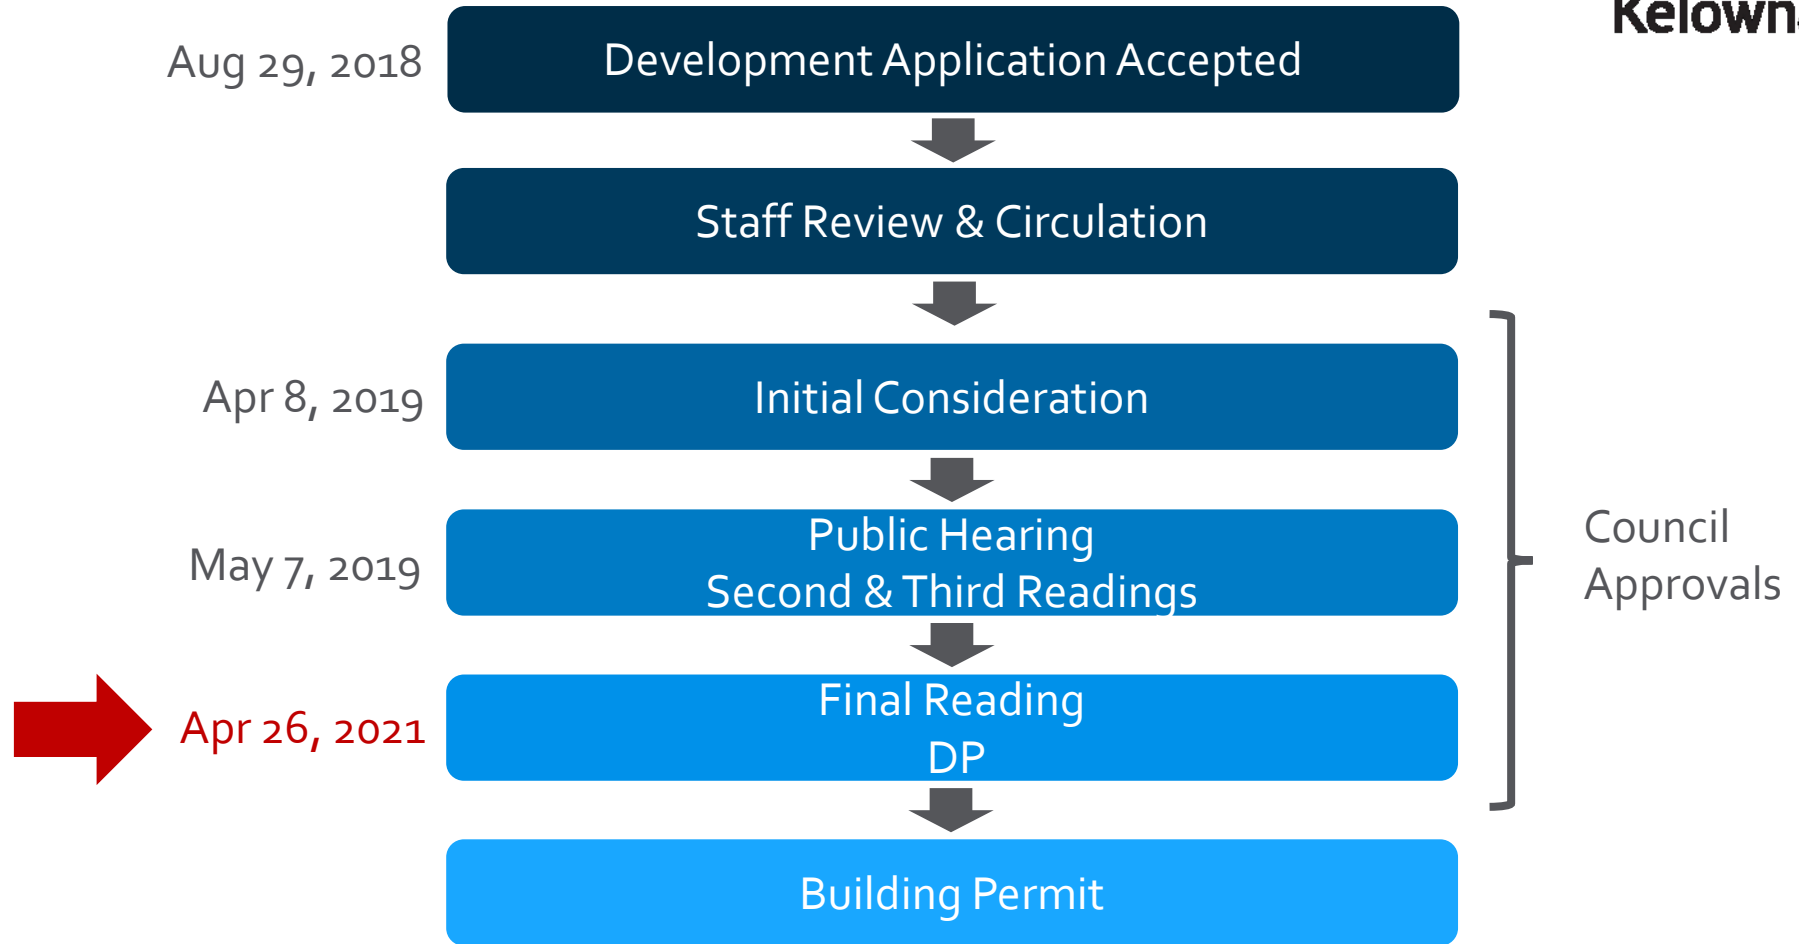 Kelowna
Aug 29, 2018
Development Application Accepted
Staff Review & Circulation
Apr 8, 2019
Initial Consideration
May 7, 2019
Public Hearing
Second & Third Readings
Council
Approvals
Apr 26, 2021
Final Reading
DP
Building Permit